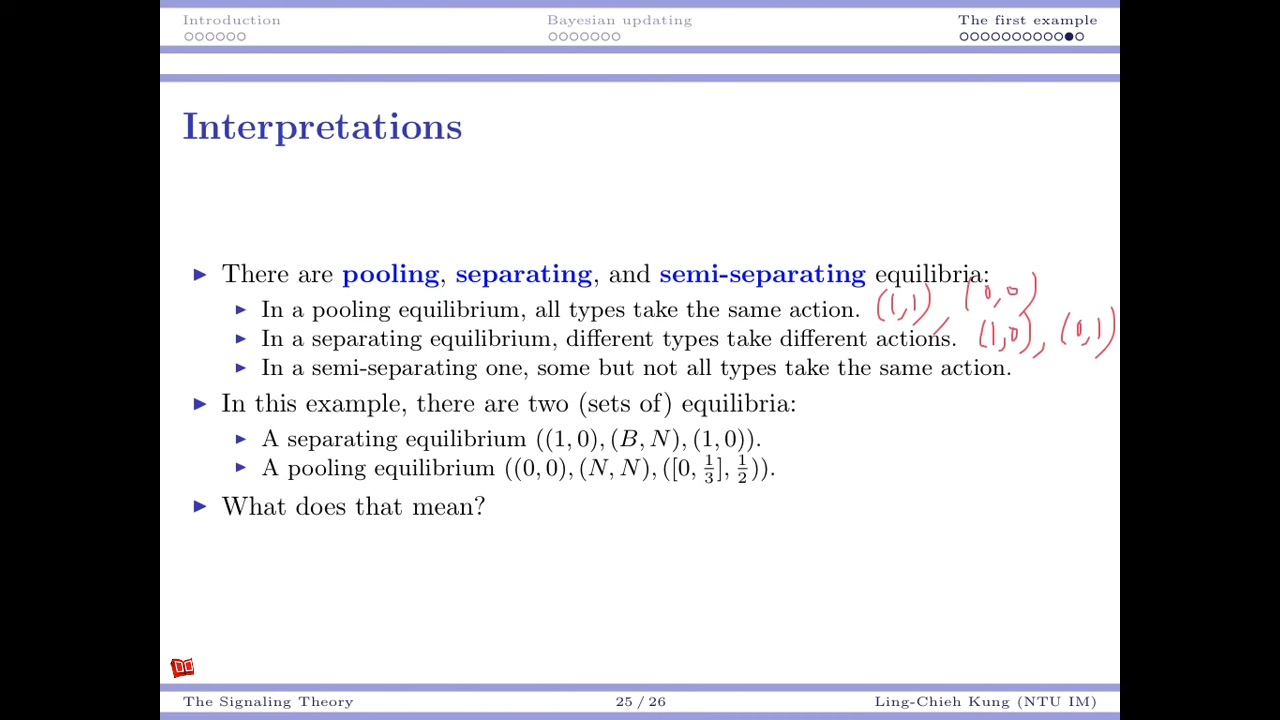 Introduction Bayesian updating The first example
Interpretations
There are pooling, separating, and semi-separating equilibria:
In a pooling equilibrium, all types take the same action. (1,1), (0,0)
In a separating equilibrium, different types take different actions. (1,0), (0,1)
In a semi-separating one, some but not all types take the same action.
In this example, there are two (sets of) equilibria:
A separating equilibrium ((1, 0), (B, N), (1, 0)).
A pooling equilibrium ((0, 0), (N, N), ([0, 1/3], 1/2)).
What does that mean?
The Signaling Theory 25 / 26 Ling-Chieh Kung (NTU IM)